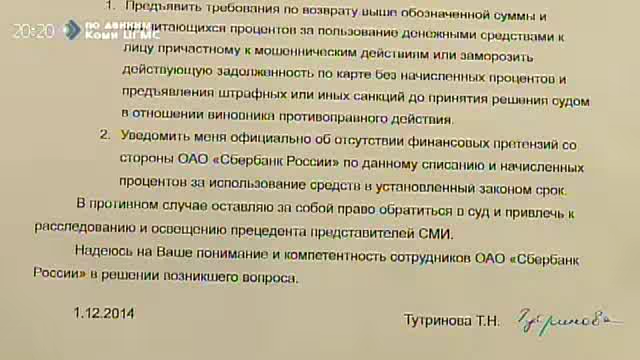 20:20 по данным
Коми ЦГМС
1. Предъявить требования по возврату выше обозначенной суммы и
читающихся процентов за пользование денежными средствами к
лицу причастному к мошенническим действиям или заморозить
действующую задолженность по карте без начисленных процентов и
предъявления штрафных или иных санкций до принятия решения судом
в отношении виновника противоправного действия.
2. Уведомить меня официально об отсутствии финансовых претензий со
стороны ОАО «Сбербанк России» по данному списанию и начисленных
процентов за использование средств в установленный законом срок.
В противном случае оставляю за собой право обратиться в суд и привлечь к
расследованию и освещению прецедента представителей СМИ.
Надеюсь на Ваше понимание и компетентность сотрудников ОАО «Сбербанк
России» в решении возникшего вопроса.
1.12.2014 Тутринова Т.Н. Тутринова